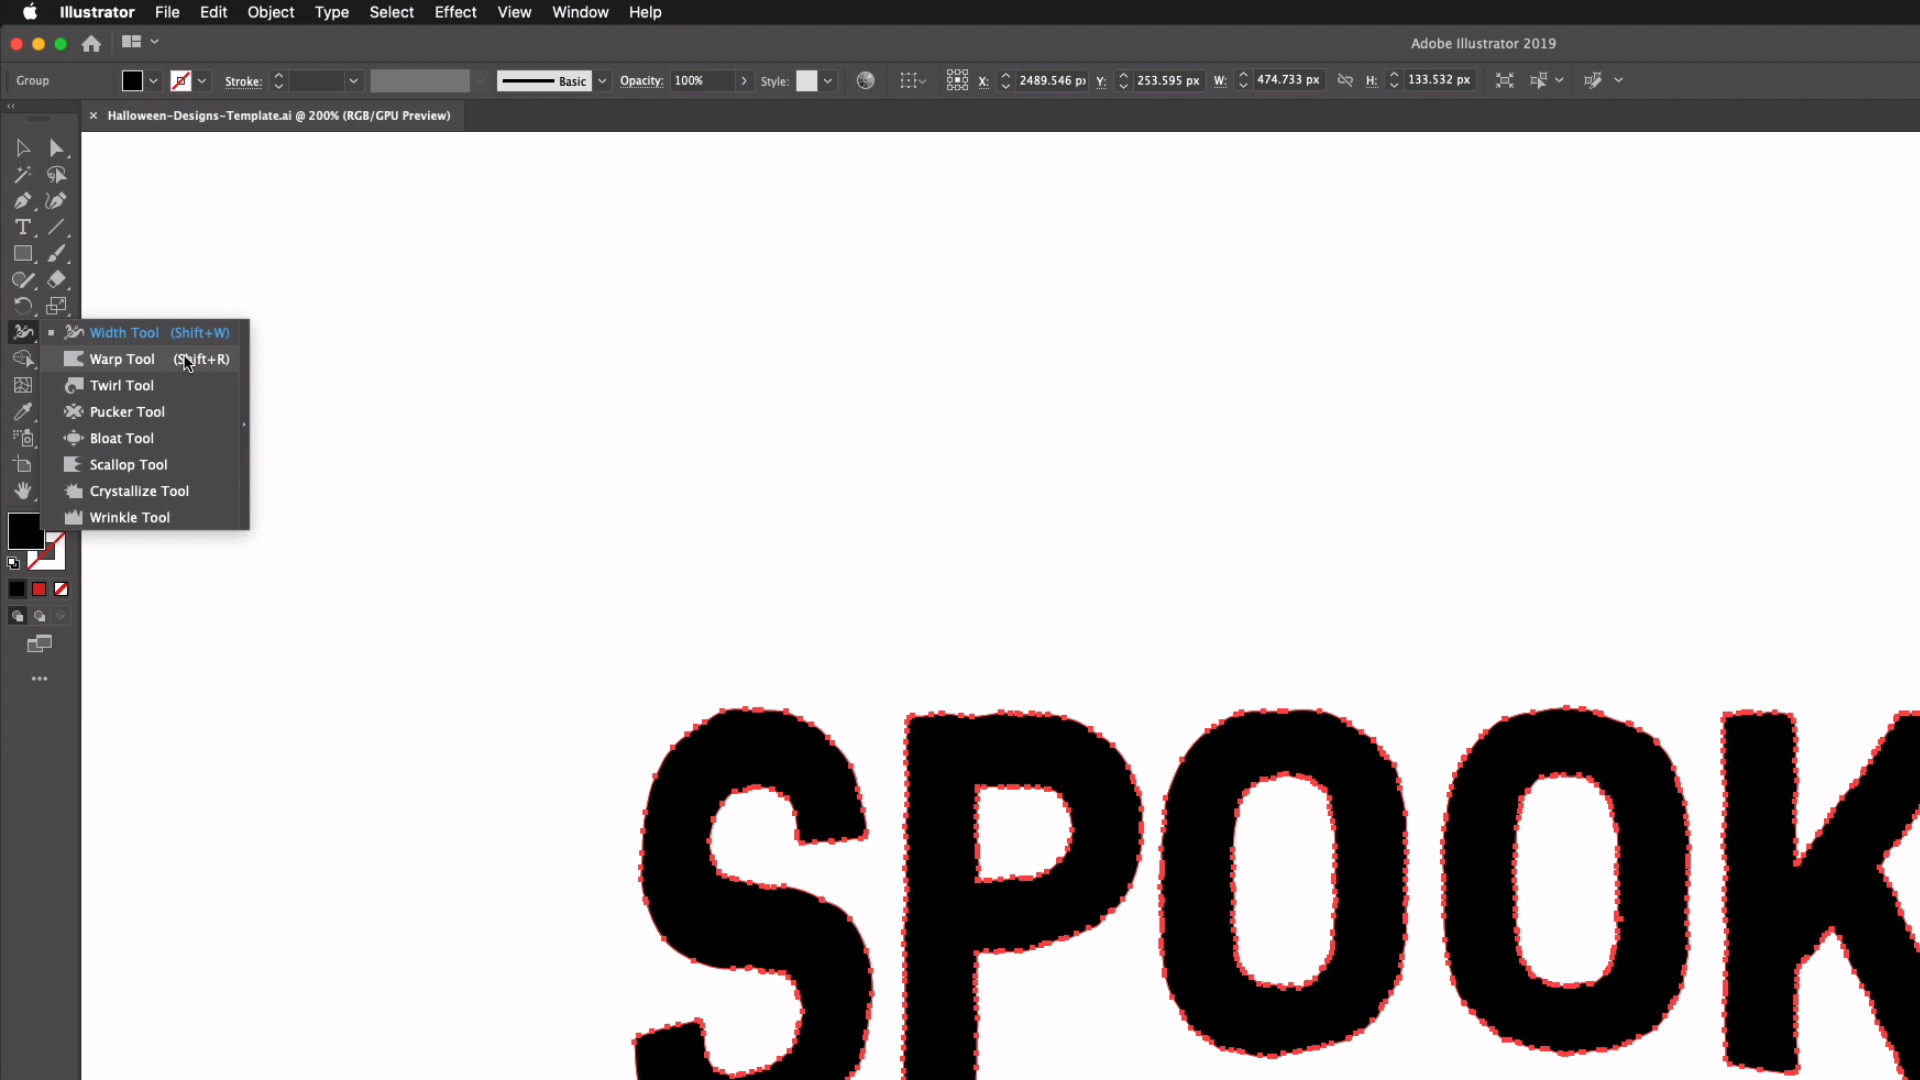 Illustrator File Edit Object Type Select Effect View Window Help
Adobe Illustrator 2019
Group Stroke: Basic Opacity: 100% Style: X: 2489.546 p Y: 253.595 px W: 474.733 px H: 133.532 px
× Halloween-Designs-Template.ai @ 200% (RGB/GPU Preview)
Width Tool (Shift+W)
Warp Tool (Shift+R)
Twirl Tool
Pucker Tool
Bloat Tool
Scallop Tool
Crystallize Tool
Wrinkle Tool
SPOOK